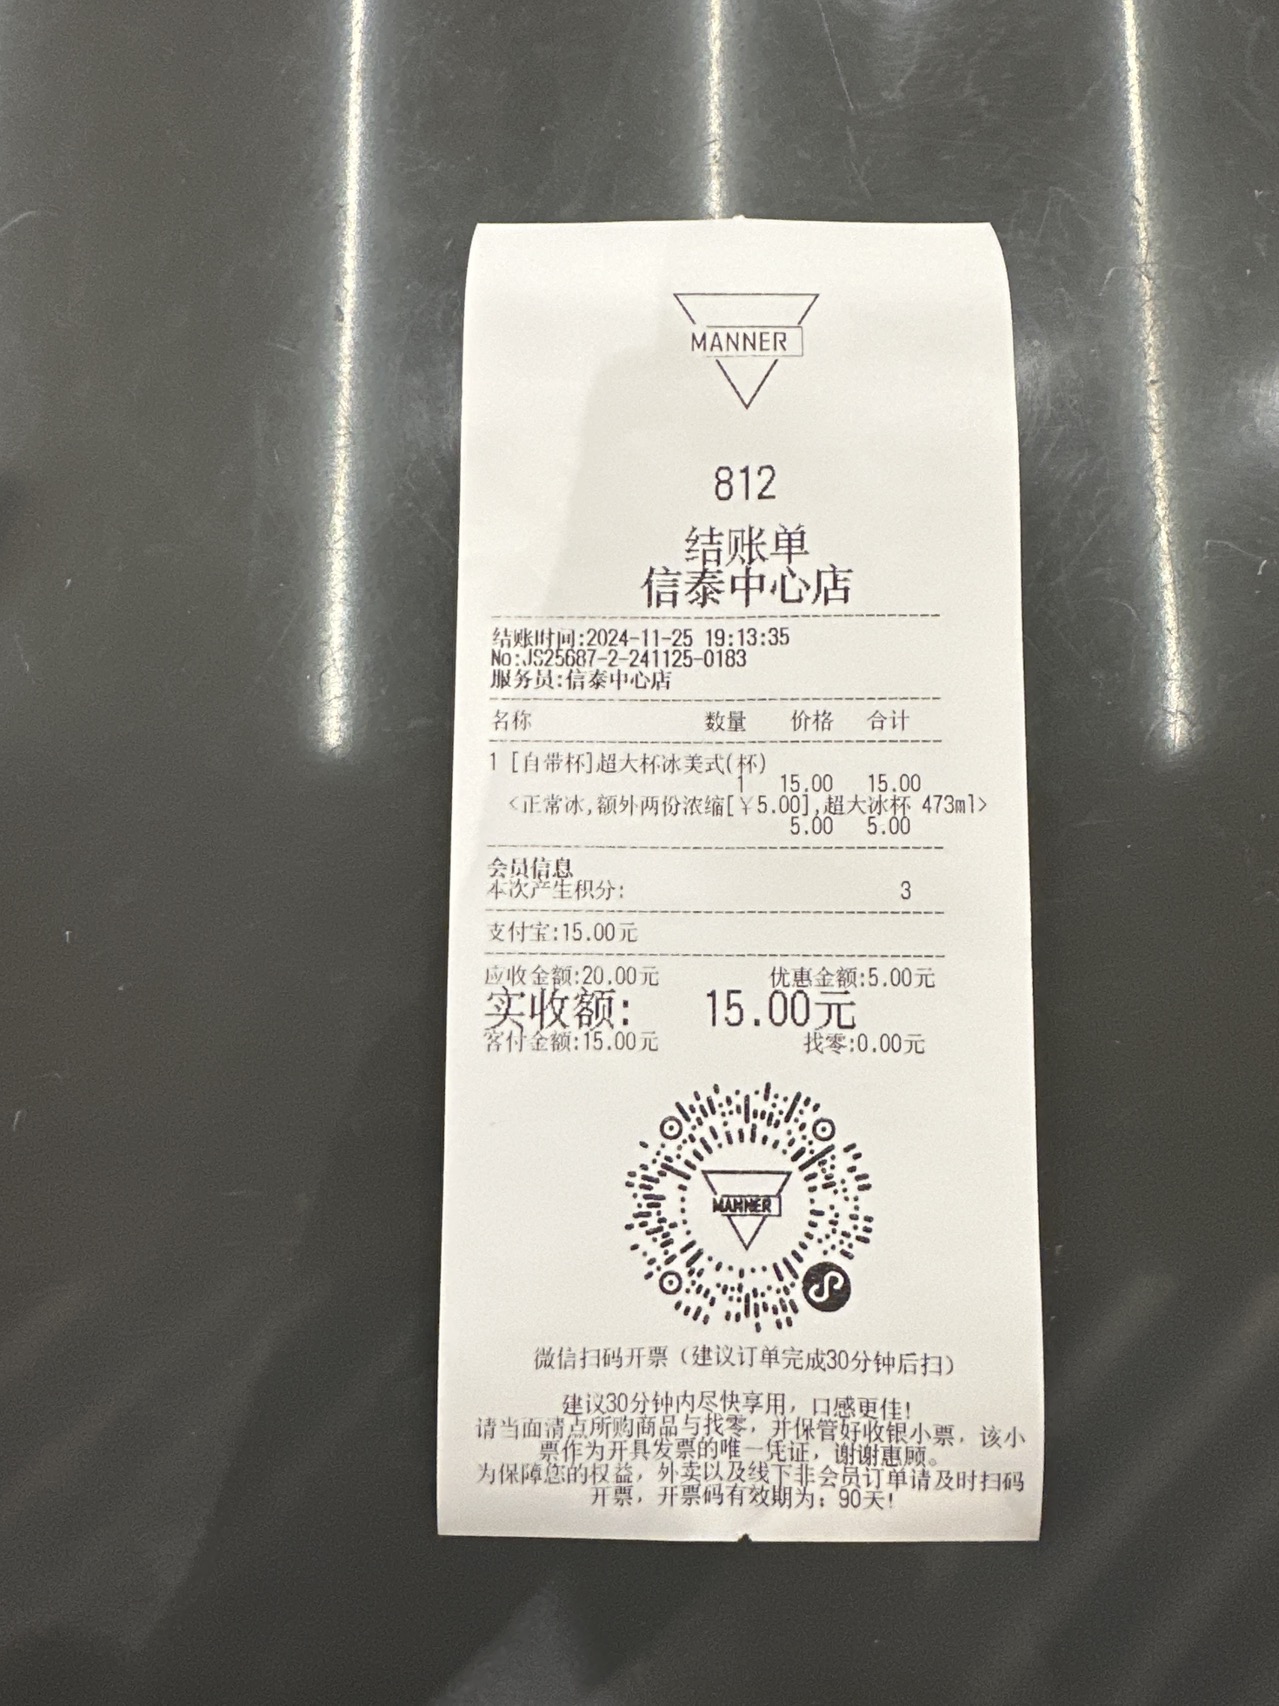 MANNER
812
结账单
信泰中心店
结账时间:2024-11-25 19:13:35
No:JS25687-2-241125-0183
服务员:信泰中心店
名称 数量 价格 合计
1 [自带杯]超大杯冰美式(杯)
1 15.00 15.00
<正常冰,额外两份浓缩[￥5.00],超大冰杯 473ml>
5.00 5.00
会员信息
本次产生积分: 3
支付宝:15.00元
应收金额:20.00元 优惠金额:5.00元
实收额: 15.00元
客付金额:15.00元 找零:0.00元
MANNER
微信扫码开票（建议订单完成30分钟后扫）
建议30分钟内尽快享用，口感更佳！
请当面清点所购商品与找零，并保管好收银小票，该小
票作为开具发票的唯一凭证，谢谢惠顾。
为保障您的权益，外卖以及线下非会员订单请及时扫码
开票，开票码有效期为：90天！